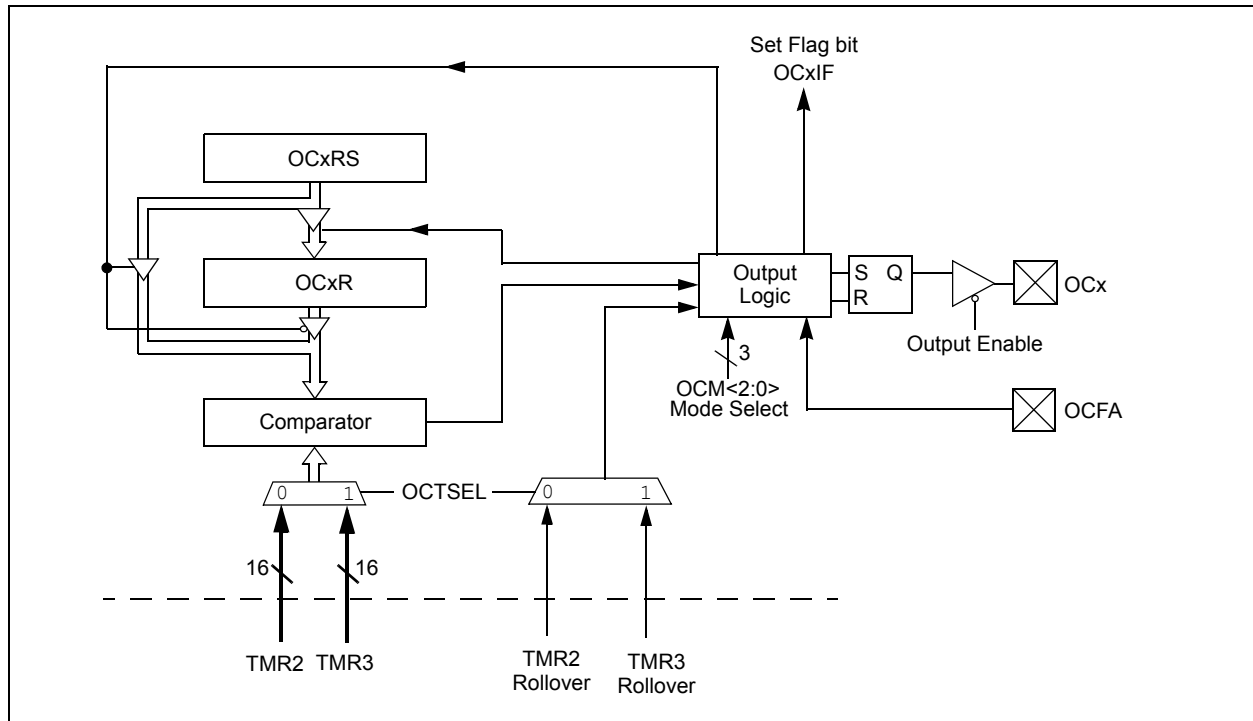 Set Flag bit
OCxIF
OCxRS
OCxR
Comparator
Output
Logic
S Q
R
OCx
Output Enable
3
OCM<2:0>
Mode Select
OCFA
0 1
OCTSEL
0 1
16
16
TMR2
TMR3
TMR2
Rollover
TMR3
Rollover